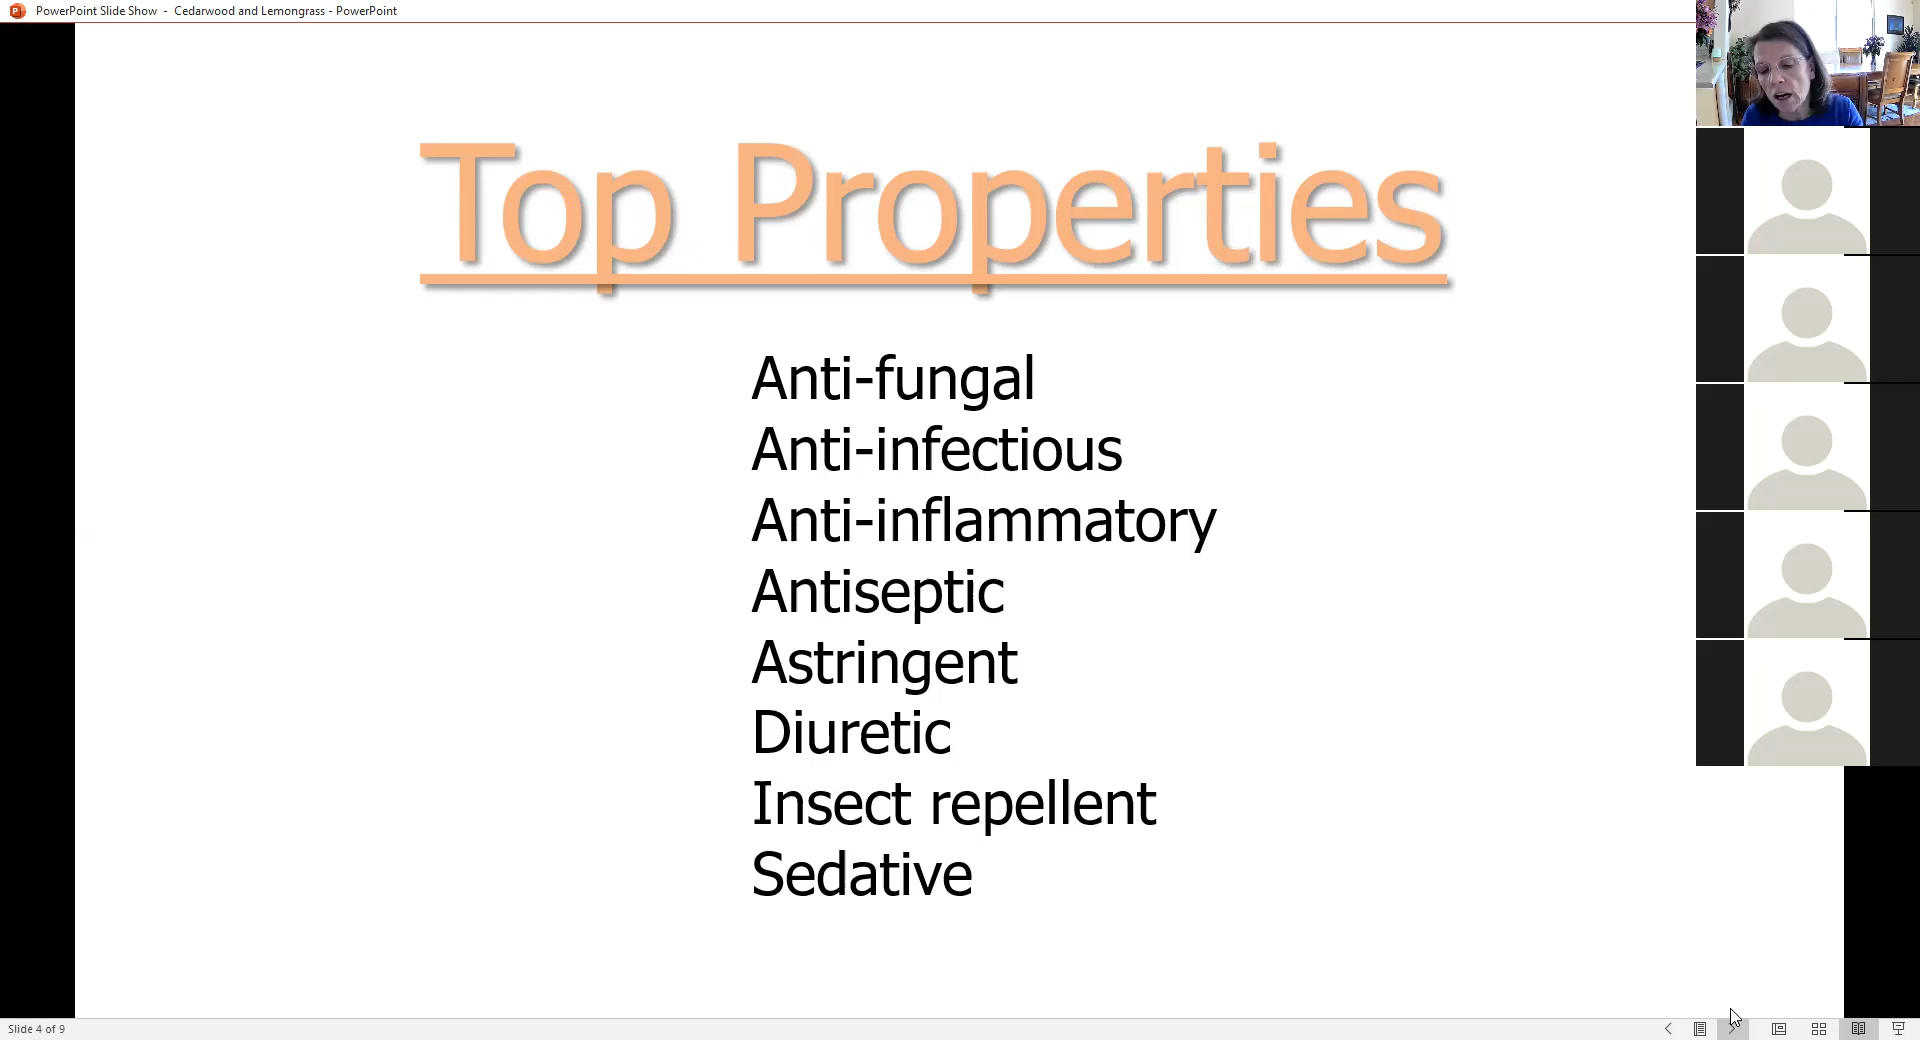 PowerPoint Slide Show - Cedarwood and Lemongrass - PowerPoint
Top Properties
Anti-fungal
Anti-infectious
Anti-inflammatory
Antiseptic
Astringent
Diuretic
Insect repellent
Sedative
Slide 4 of 9